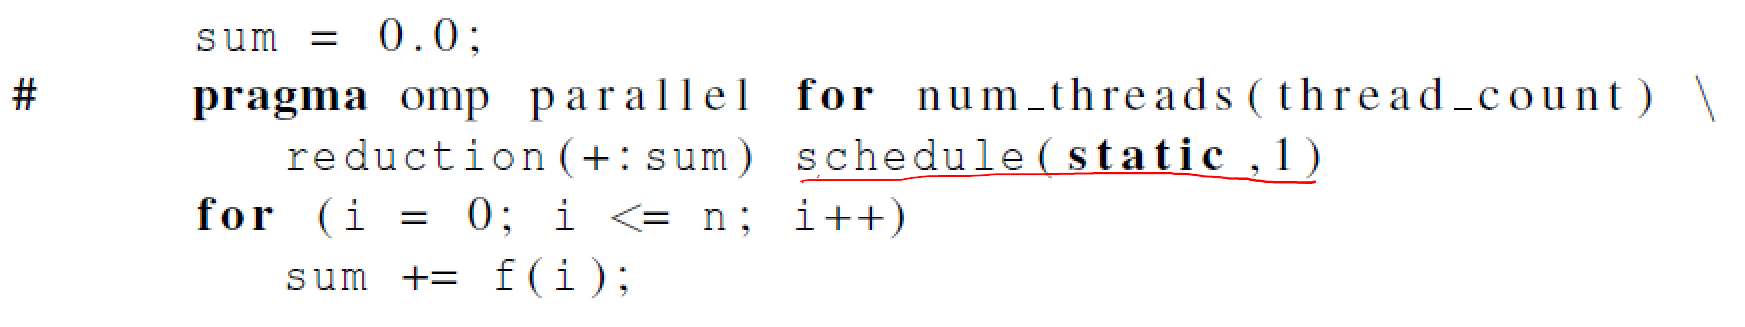 sum = 0.0;
# pragma omp parallel for num_threads(thread_count) \
reduction(+:sum) schedule(static,1)
for (i = 0; i <= n; i++)
sum += f(i);